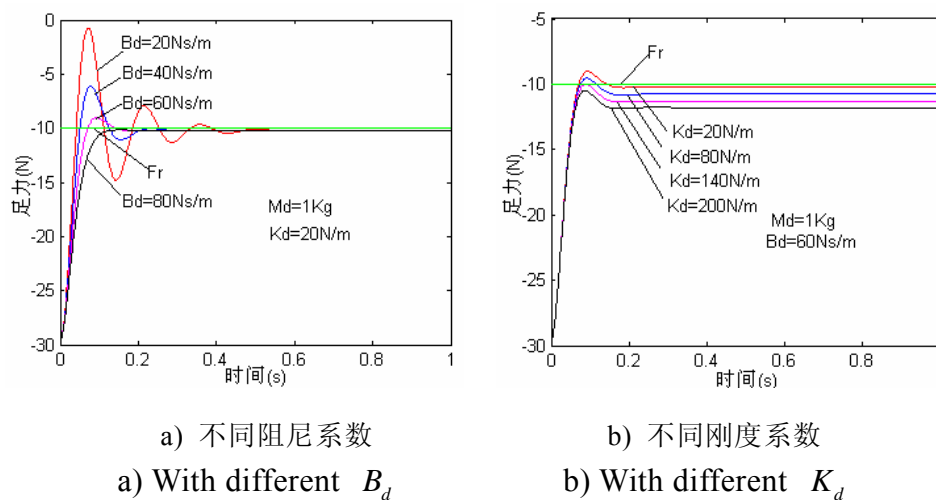 0
-5
-10
-15
-20
-25
-30
足力(N)
Bd=20Ns/m
Bd=40Ns/m
Bd=60Ns/m
Fr
Bd=80Ns/m
Md=1Kg
Kd=20N/m
0 0.2 0.4 0.6 0.8 1
时间(s)
-5
-10
-15
-20
-25
-30
足力(N)
Fr
Kd=20N/m
Kd=80N/m
Kd=140N/m
Kd=200N/m
Md=1Kg
Bd=60Ns/m
0 0.2 0.4 0.6 0.8
时间(s)
a) 不同阻尼系数
b) 不同刚度系数
a) With different B_d
b) With different K_d